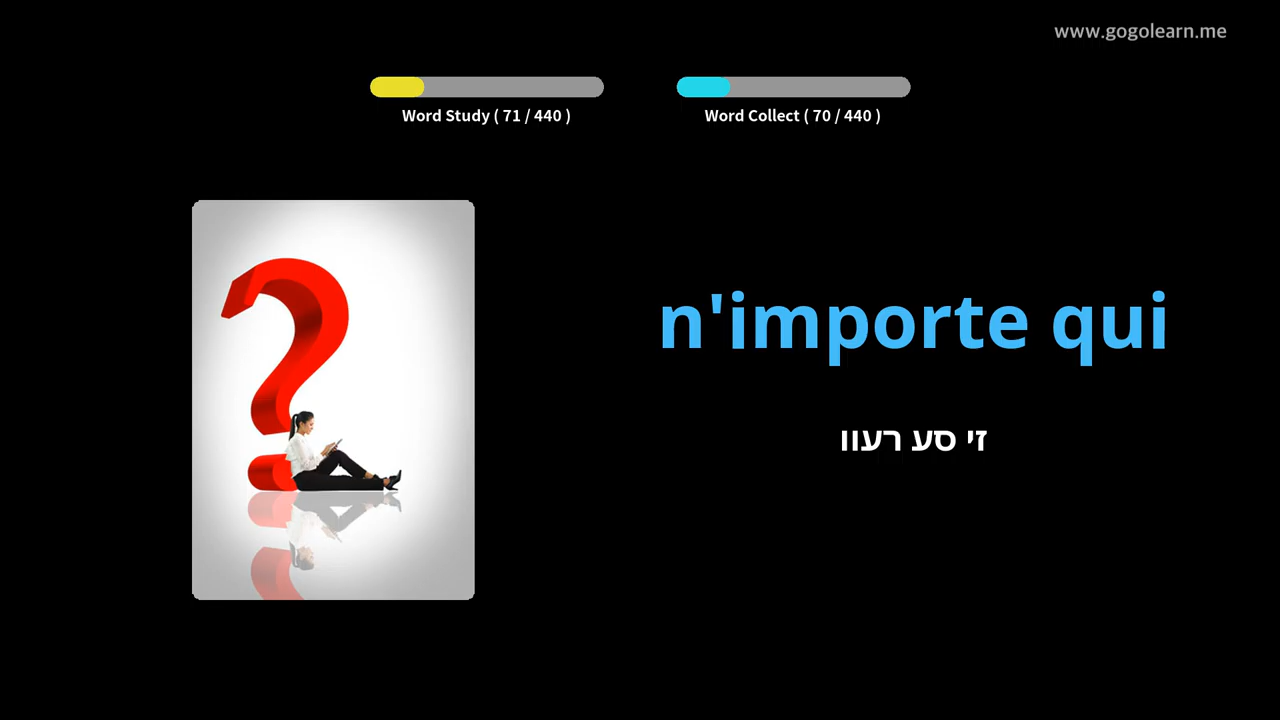 www.gogolearn.me
Word Study ( 71 / 440 )
Word Collect ( 70 / 440 )
n'importe qui
זי סע רעוו